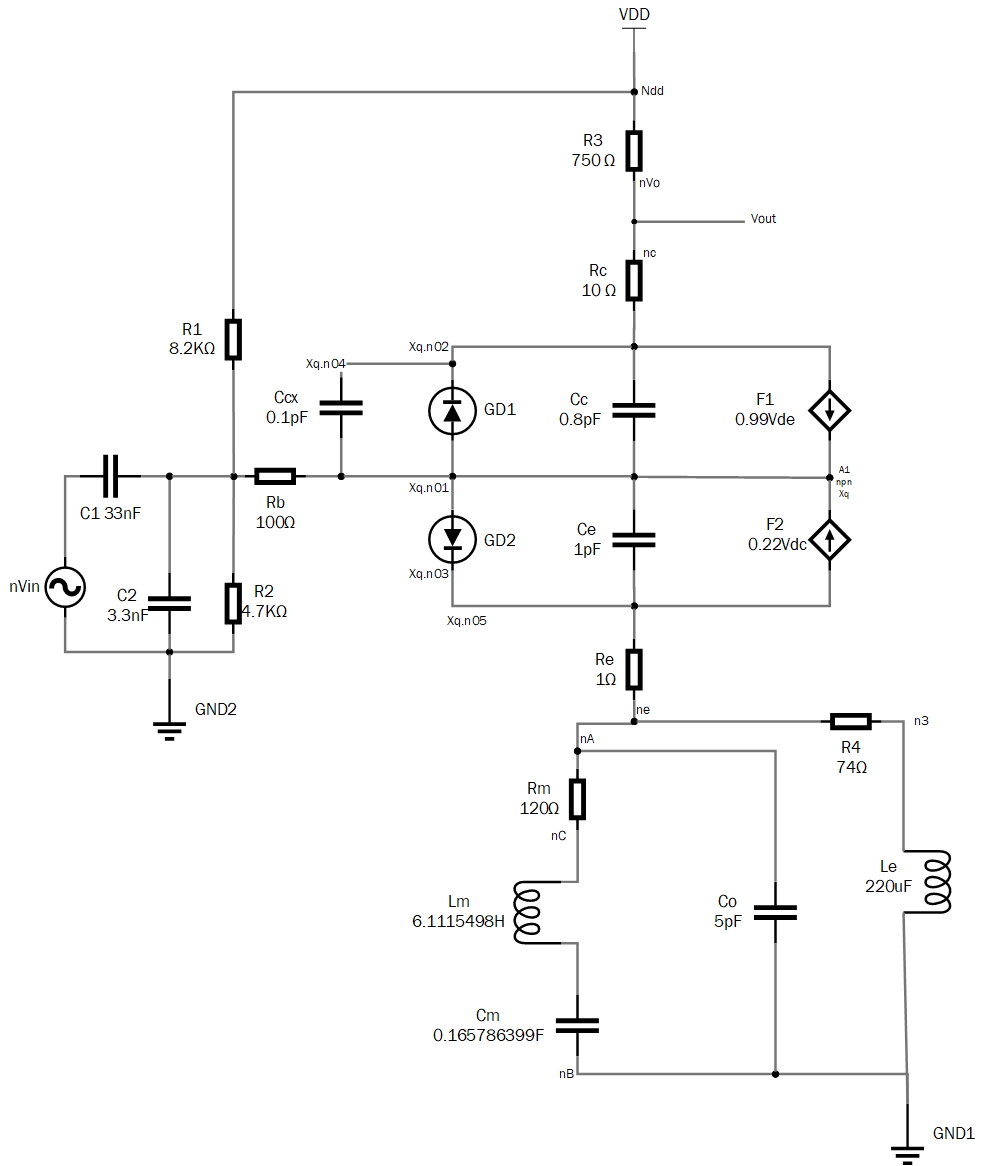 VDD
Ndd
R3
750 Ω
nVo
Vout
nc
Rc
10 Ω
R1
8.2KΩ
Xq.n02
Xq.n04
Ccx
0.1pF
GD1
Cc
0.8pF
F1
0.99Vde
A1
npn
Xq
Xq.n01
C1 33nF
Rb
100Ω
GD2
Ce
1pF
F2
0.22Vdc
Xq.n03
nVin
C2
3.3nF
R2
4.7KΩ
Xq.n05
Re
1Ω
GND2
ne
n3
nA
R4
74Ω
Rm
120Ω
nC
Le
220uF
Lm
6.1115498H
Co
5pF
Cm
0.165786399F
nB
GND1